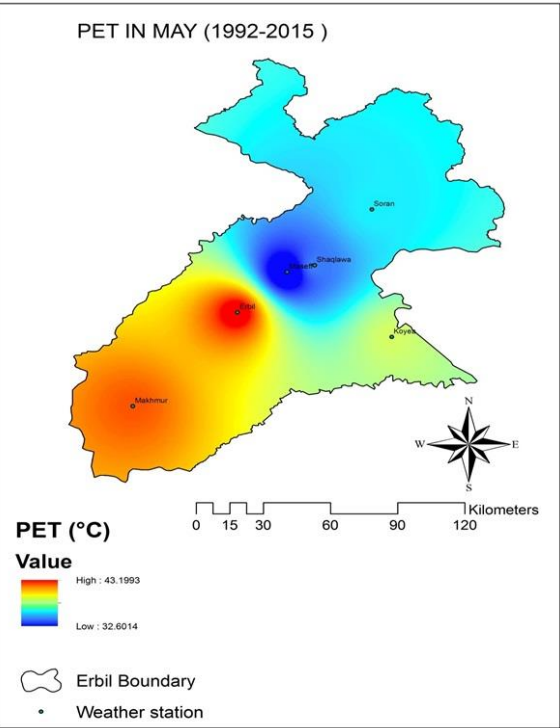 PET IN MAY (1992-2015 )
Soran
Shaqlawa
Erbil
Koyea
Makhmur
N
W
E
S
Kilometers
0 15 30 60 90 120
PET (°C)
Value
High : 43.1993
Low : 32.6014
Erbil Boundary
Weather station